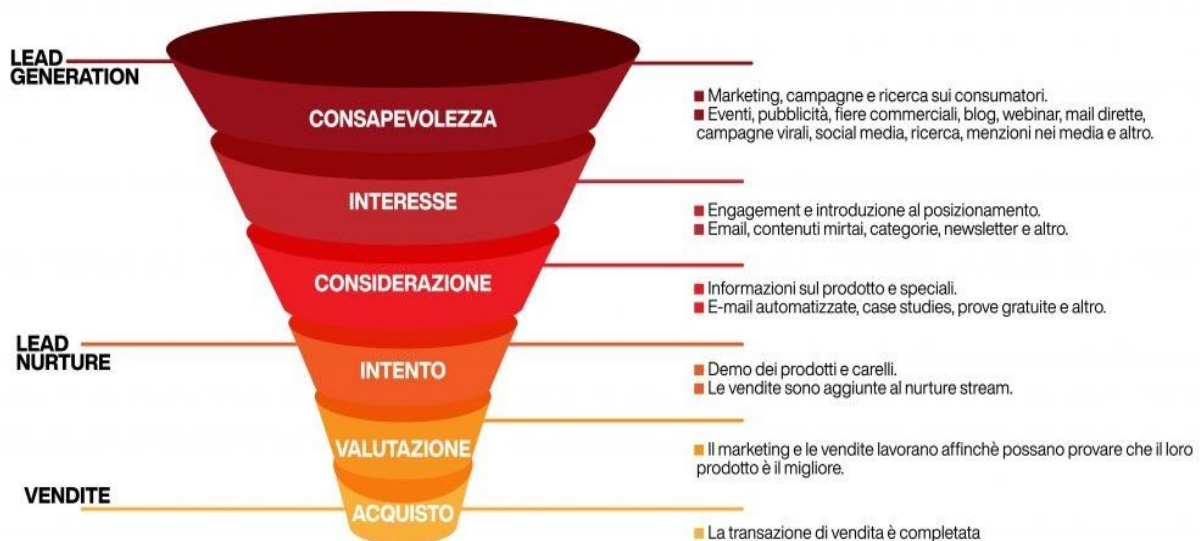 LEAD
GENERATION
CONSAPEVOLEZZA
Marketing, campagne e ricerca sui consumatori.
Eventi, pubblicità, fiere commerciali, blog, webinar, mail dirette,
campagne virali, social media, ricerca, menzioni nei media e altro.
INTERESSE
Engagement e introduzione al posizionamento.
Email, contenuti mirtai, categorie, newsletter e altro.
CONSIDERAZIONE
Informazioni sul prodotto e speciali.
E-mail automatizzate, case studies, prove gratuite e altro.
LEAD
NURTURE
INTENTO
Demo dei prodotti e carelli.
Le vendite sono aggiunte al nurture stream.
VALUTAZIONE
Il marketing e le vendite lavorano affinchè possano provare che il loro
prodotto è il migliore.
VENDITE
ACQUISTO
La transazione di vendita è completata